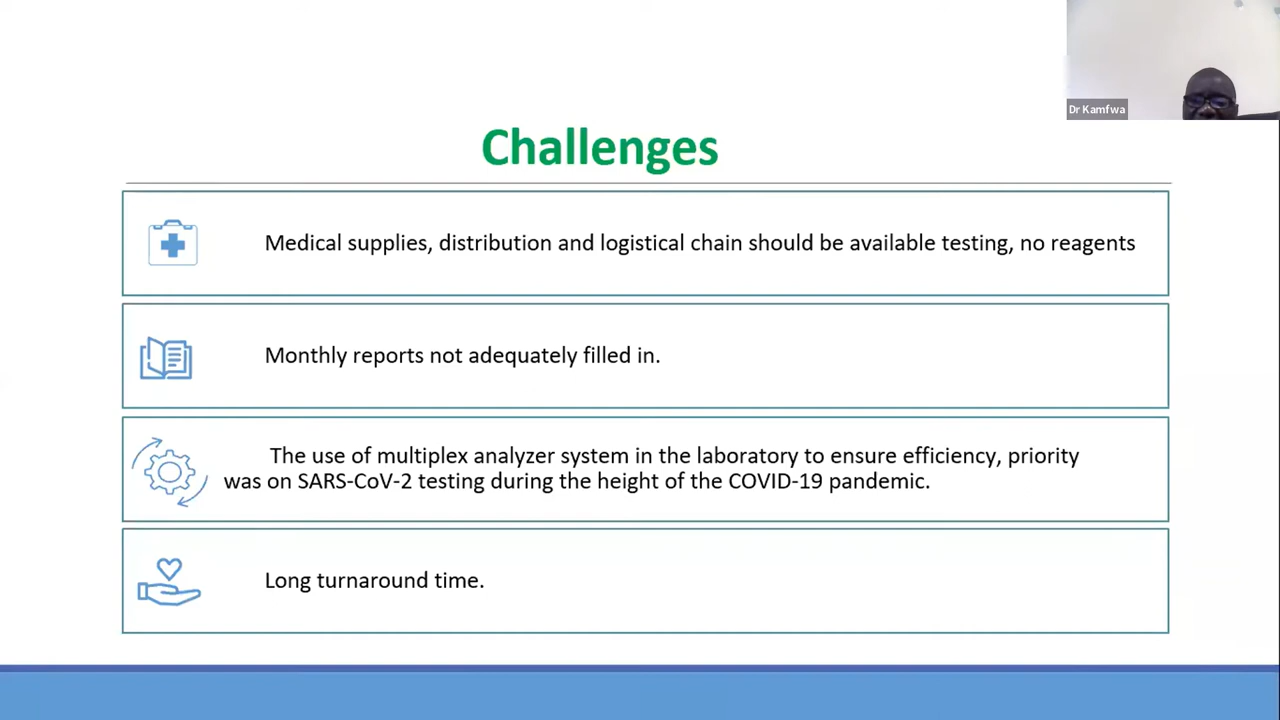 Dr Kamfwa
Challenges
Medical supplies, distribution and logistical chain should be available testing, no reagents
Monthly reports not adequately filled in.
The use of multiplex analyzer system in the laboratory to ensure efficiency, priority
was on SARS-CoV-2 testing during the height of the COVID-19 pandemic.
Long turnaround time.